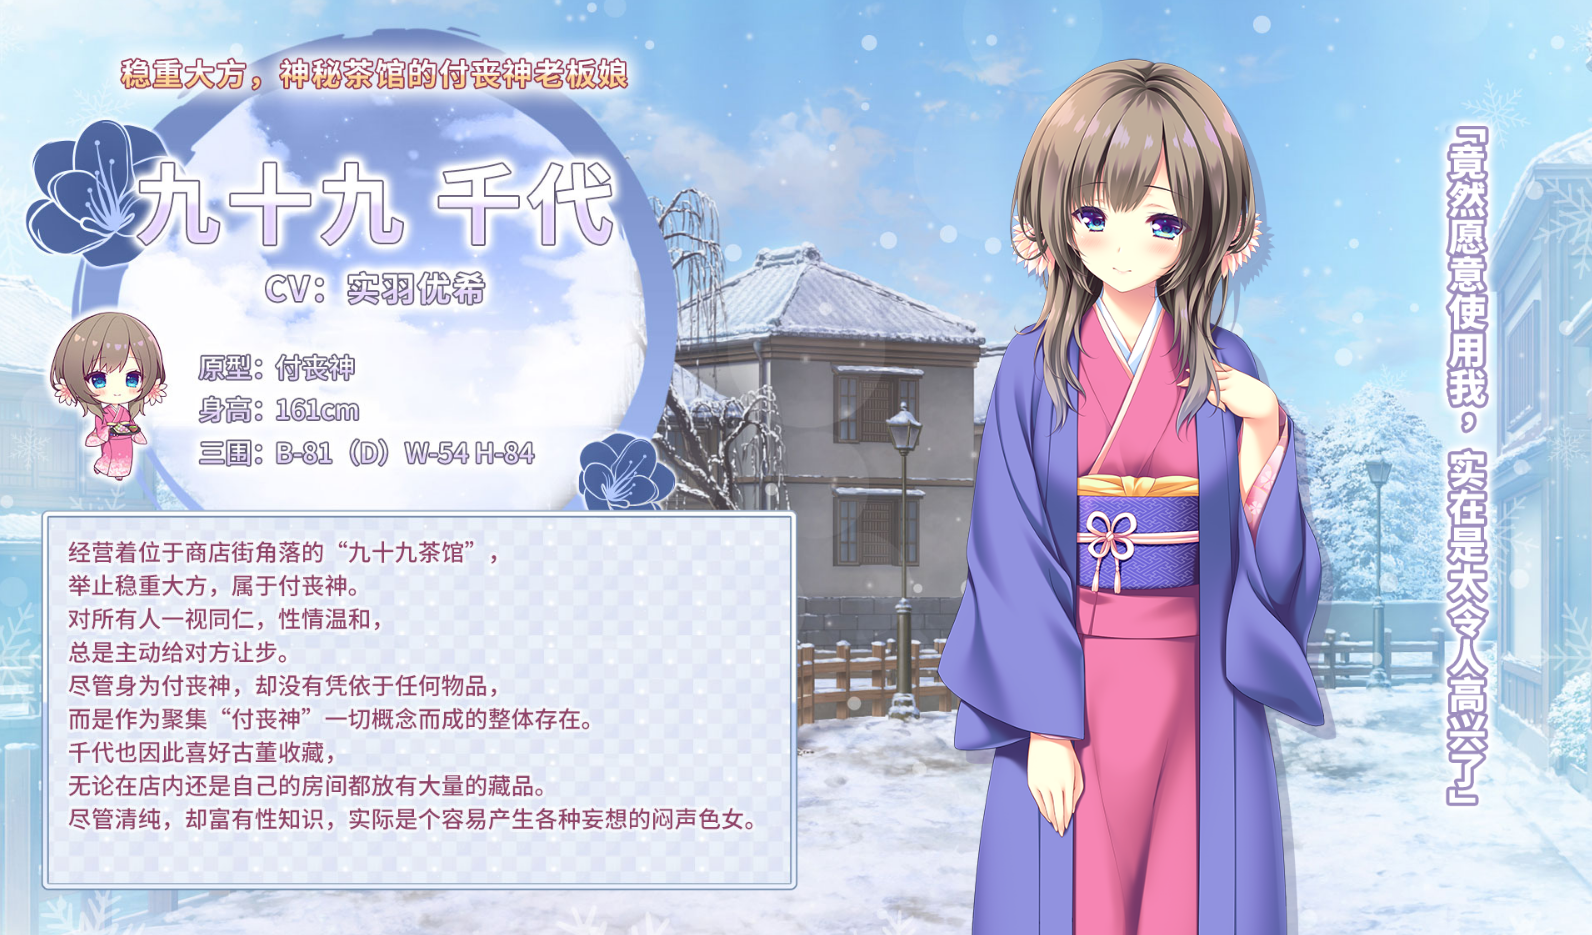 稳重大方，神秘茶馆的付丧神老板娘
九十九 千代
CV：实羽优希
原型：付丧神
身高：161cm
三围：B-81（D）W-54 H-84
经营着位于商店街角落的“九十九茶馆”，
举止稳重大方，属于付丧神。
对所有人一视同仁，性情温和，
总是主动给对方让步。
尽管身为付丧神，却没有凭依于任何物品，
而是作为聚集“付丧神”一切概念而成的整体存在。
千代也因此喜好古董收藏，
无论在店内还是自己的房间都放有大量的藏品。
尽管清纯，却富有性知识，实际是个容易产生各种妄想的闷声色女。
「竟然愿意使用我，实在是太令人高兴了」